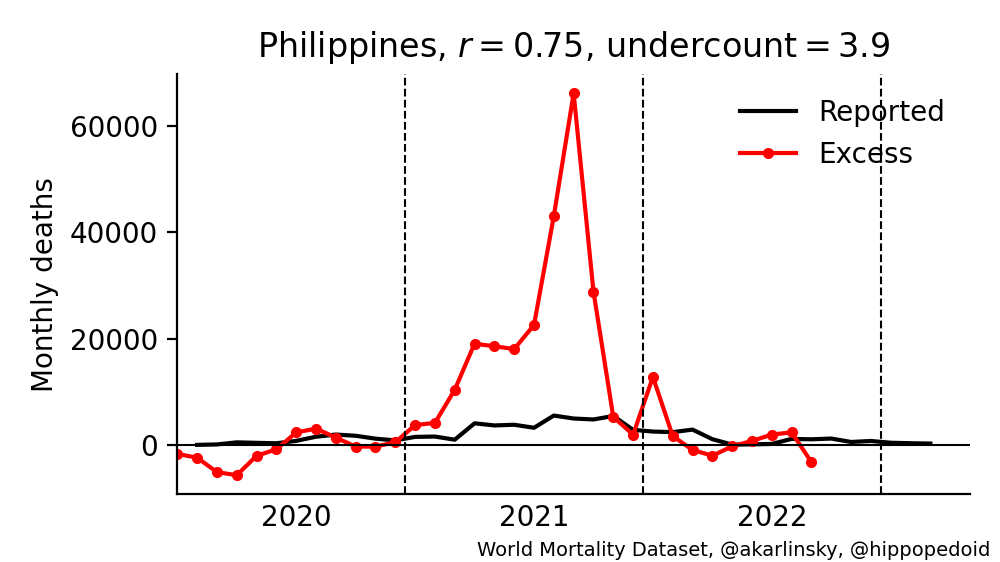 Philippines, r = 0.75, undercount = 3.9
Reported
Excess
Monthly deaths
60000
40000
20000
0
2020 2021 2022
World Mortality Dataset, @akarlinsky, @hippopedoid